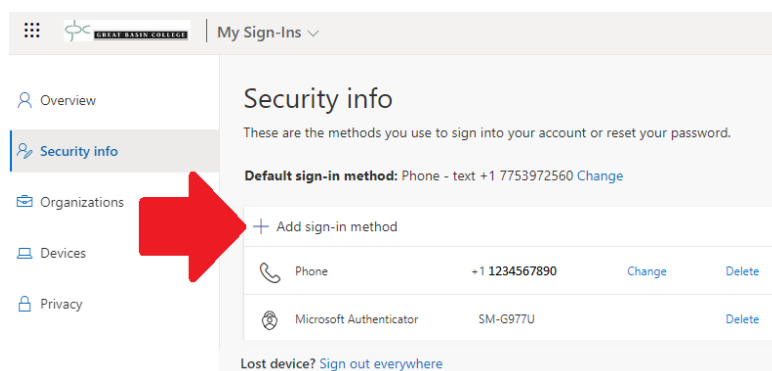 GREAT BASIN COLLEGE
My Sign-Ins
Overview
Security info
Organizations
Devices
Privacy
Security info
These are the methods you use to sign into your account or reset your password.
Default sign-in method: Phone - text +1 7753972560 Change
+ Add sign-in method
Phone +1 1234567890 Change Delete
Microsoft Authenticator SM-G977U Delete
Lost device? Sign out everywhere